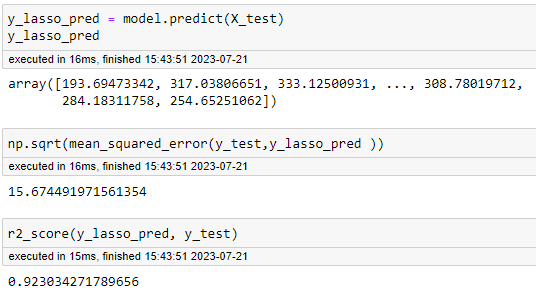 y_lasso_pred = model.predict(X_test)
y_lasso_pred
executed in 16ms, finished 15:43:51 2023-07-21
array([193.69473342, 317.03806651, 333.12500931, ..., 308.78019712,
284.18311758, 254.65251062])
np.sqrt(mean_squared_error(y_test,y_lasso_pred ))
executed in 16ms, finished 15:43:51 2023-07-21
15.674491971561354
r2_score(y_lasso_pred, y_test)
executed in 15ms, finished 15:43:51 2023-07-21
0.923034271789656